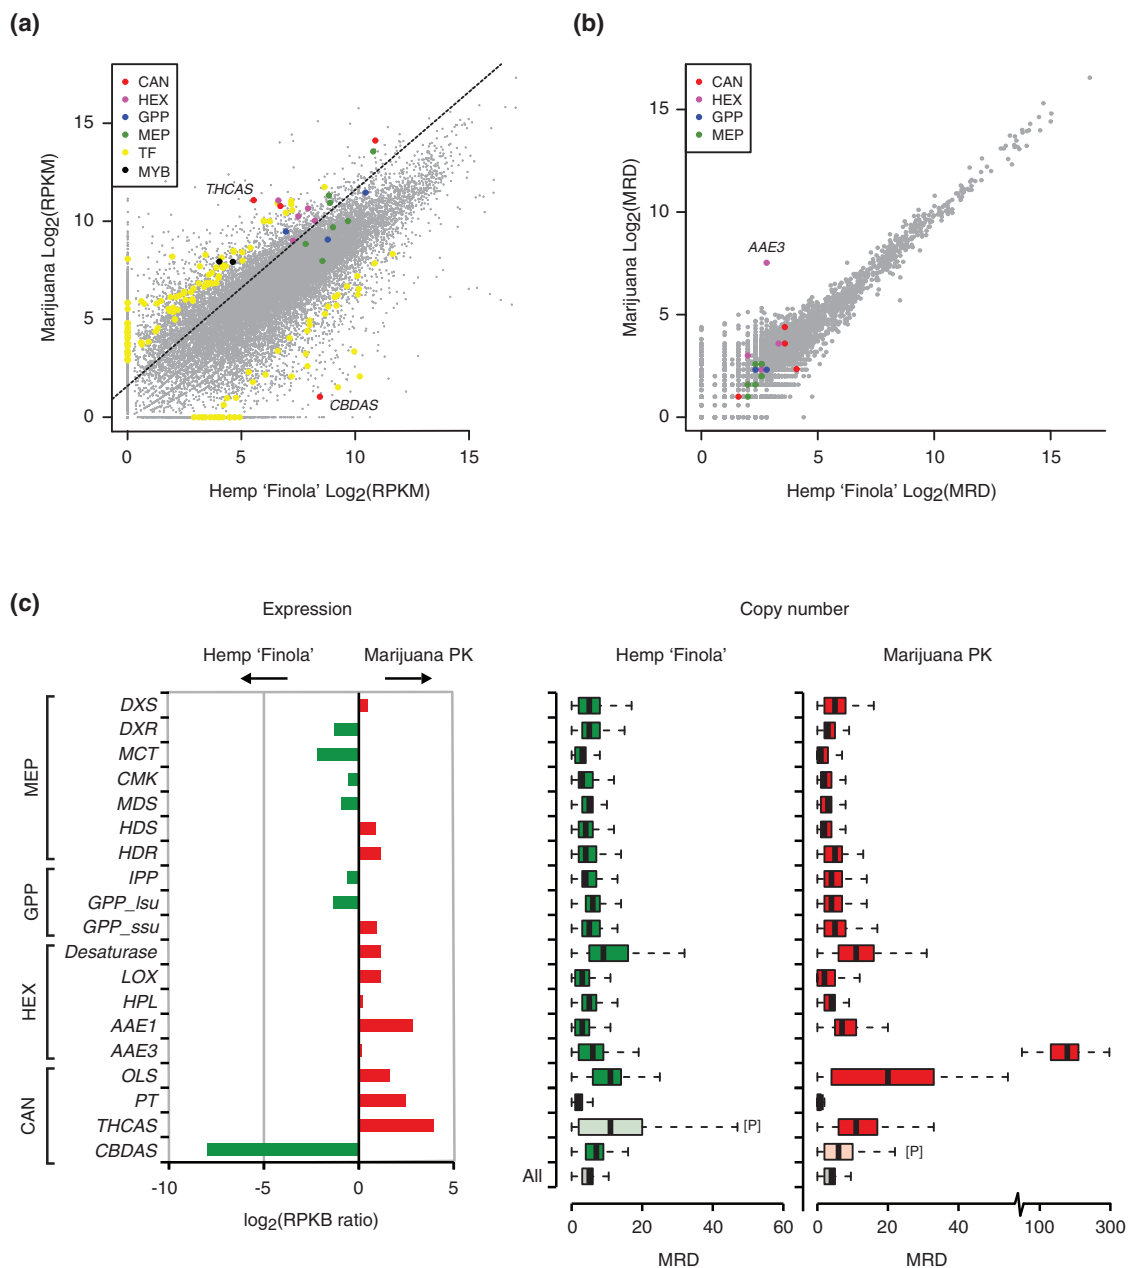 (a)
CAN
HEX
GPP
MEP
TF
MYB
THCAS
CBDAS
15
10
5
0
0 5 10 15
Marijuana Log2(RPKM)
Hemp ‘Finola’ Log2(RPKM)
(b)
CAN
HEX
GPP
MEP
AAE3
15
10
5
0
0 5 10 15
Marijuana Log2(MRD)
Hemp ‘Finola’ Log2(MRD)
(c)
Expression
Copy number
Hemp ‘Finola’
Marijuana PK
Hemp ‘Finola’
Marijuana PK
MEP
DXS
DXR
MCT
CMK
MDS
HDS
HDR
GPP
IPP
GPP_lsu
GPP_ssu
HEX
Desaturase
LOX
HPL
AAE1
AAE3
CAN
OLS
PT
THCAS
[P]
CBDAS
[P]
All
-10 -5 0 5
log2(RPKB ratio)
0 20 40 60
MRD
0 20 40 100 300
MRD